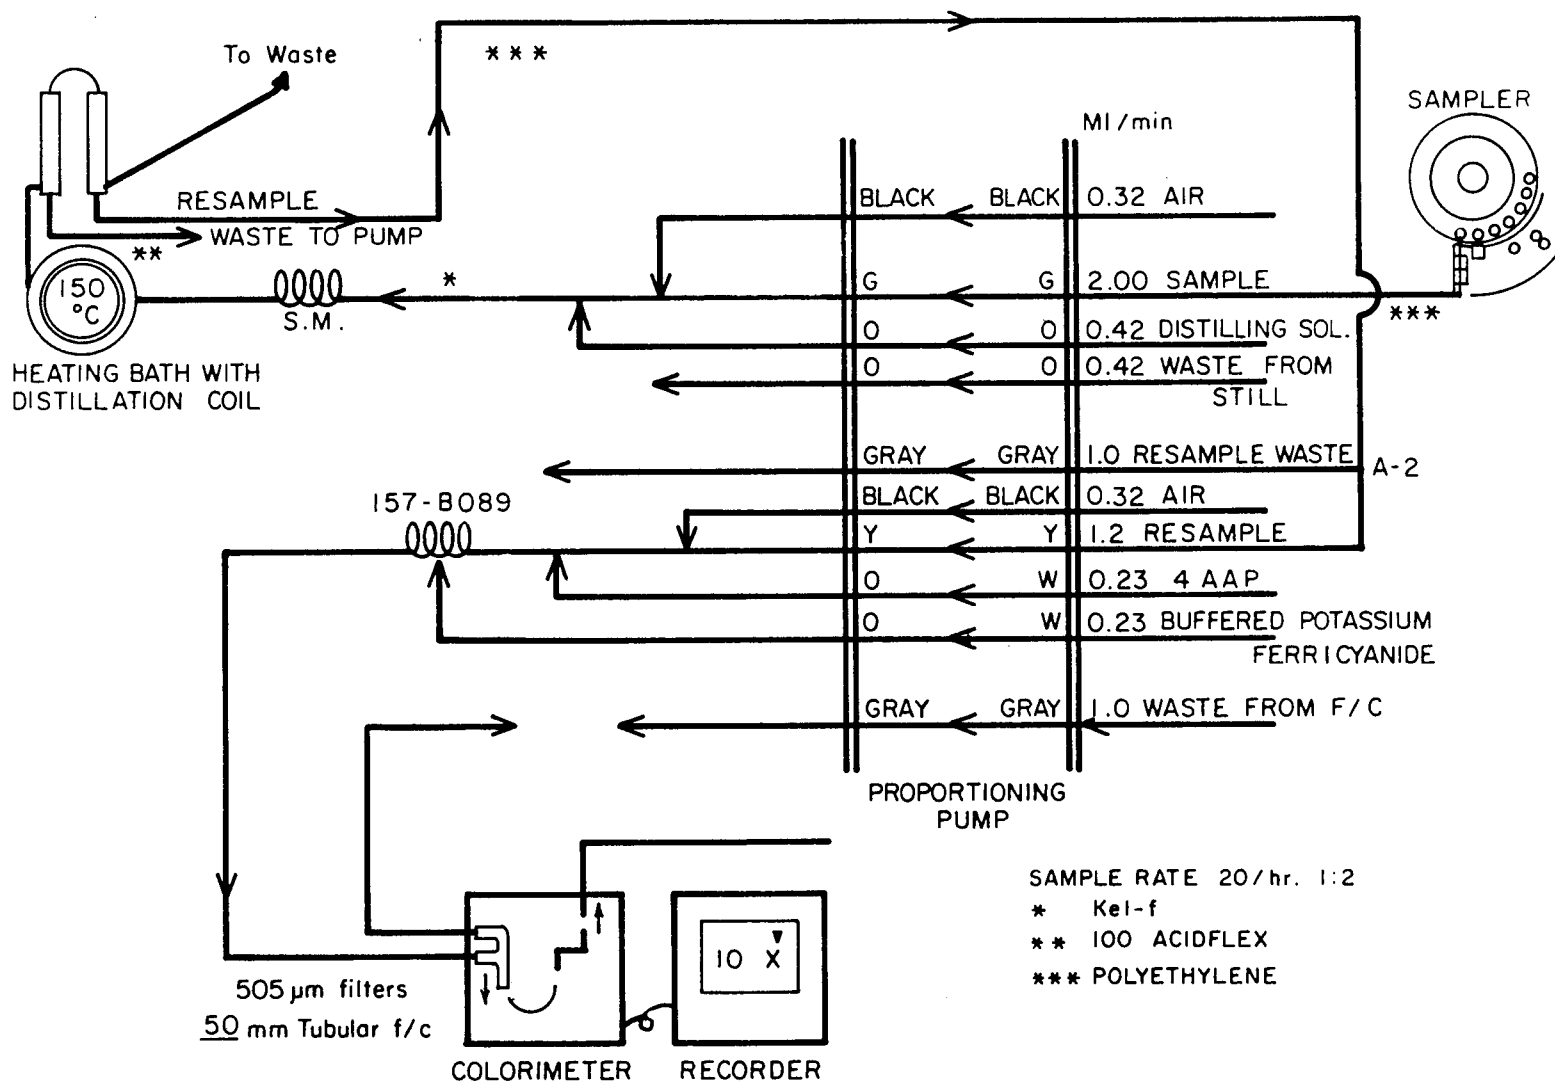 To Waste
***
SAMPLER
Ml/min
RESAMPLE
BLACK BLACK 0.32 AIR
WASTE TO PUMP
**
*
G G 2.00 SAMPLE
150
°C
S.M.
***
O O 0.42 DISTILLING SOL.
HEATING BATH WITH
DISTILLATION COIL
O O 0.42 WASTE FROM
STILL
GRAY GRAY 1.0 RESAMPLE WASTE A-2
157-B089
BLACK BLACK 0.32 AIR
Y Y 1.2 RESAMPLE
O W 0.23 4 AAP
O W 0.23 BUFFERED POTASSIUM
FERRICYANIDE
GRAY GRAY 1.0 WASTE FROM F/C
PROPORTIONING
PUMP
SAMPLE RATE 20/hr. 1:2
* Kel-f
** 100 ACIDFLEX
*** POLYETHYLENE
10 X
505 µm filters
50 mm Tubular f/c
COLORIMETER
RECORDER